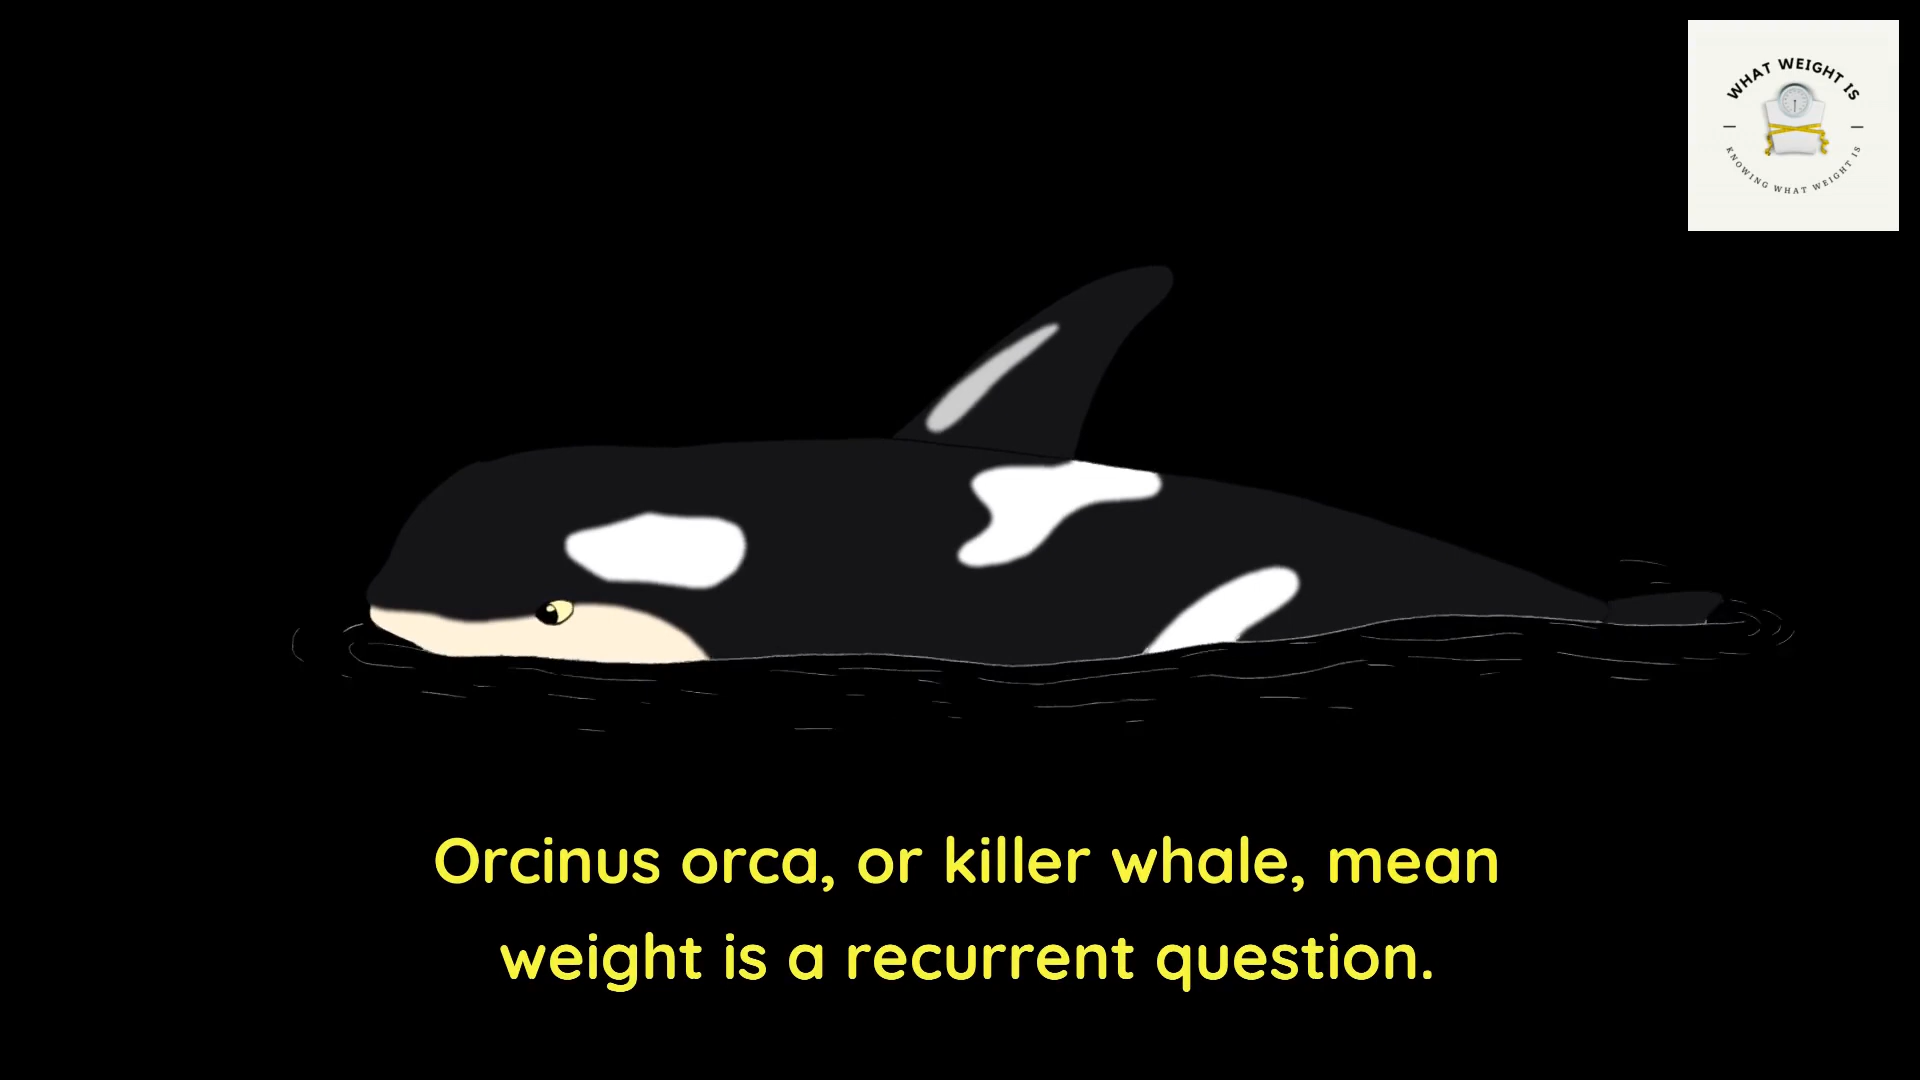 WHAT WEIGHT IS
KNOWING WHAT WEIGHT IS
Orcinus orca, or killer whale, mean
weight is a recurrent question.